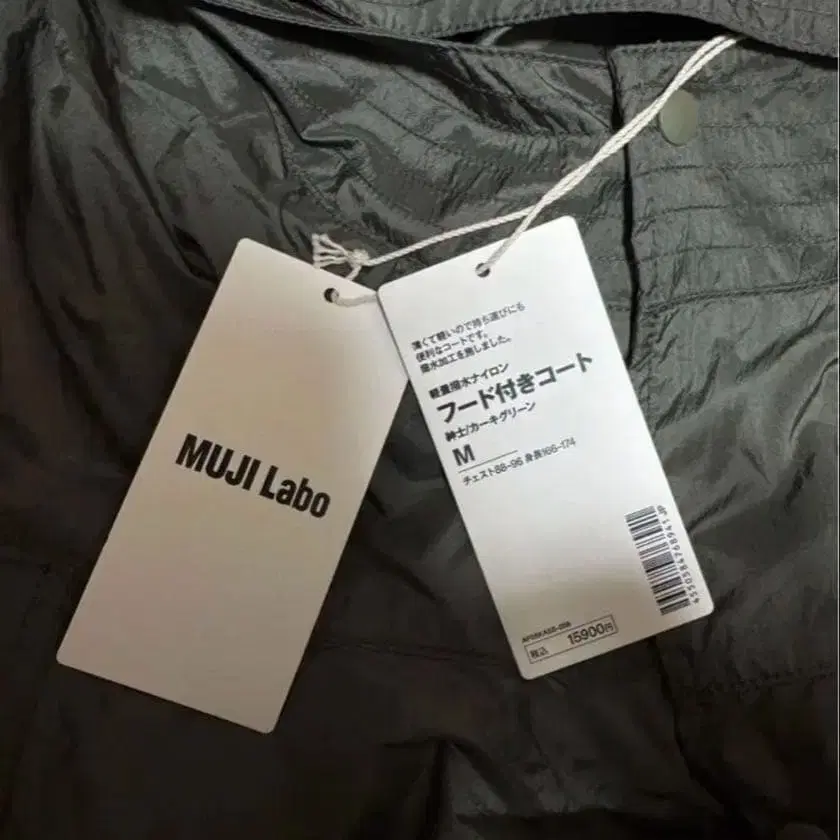 MUJI Labo
薄くて軽いので持ち運びにも
便利なコートです。
撥水加工を施しました。
軽量撥水ナイロン
フード付きコート
紳士/カーキグリーン
M
チェスト88-96 身長166-174
4550584768941 JP
税込 15900円